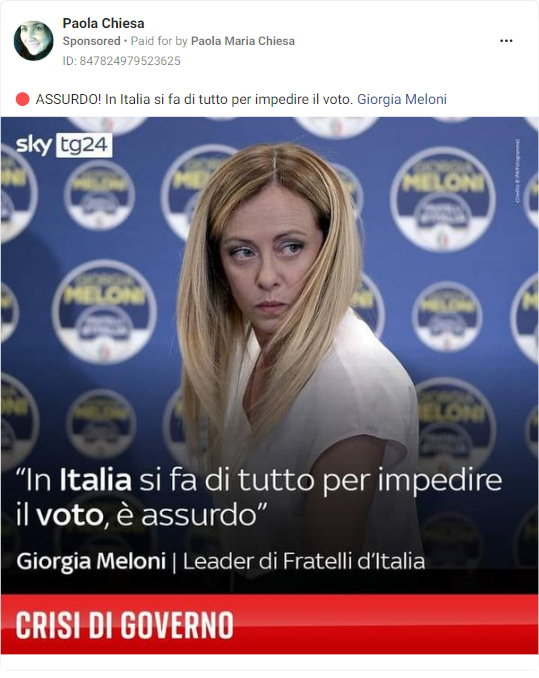 Paola Chiesa
Sponsored • Paid for by Paola Maria Chiesa
ID: 847824979523625
ASSURDO! In Italia si fa di tutto per impedire il voto. Giorgia Meloni
sky tg24
GIORGIA
MELONI
FRATELLI
D'ITALIA
“In Italia si fa di tutto per impedire
il voto, è assurdo”
Giorgia Meloni | Leader di Fratelli d'Italia
CRISI DI GOVERNO